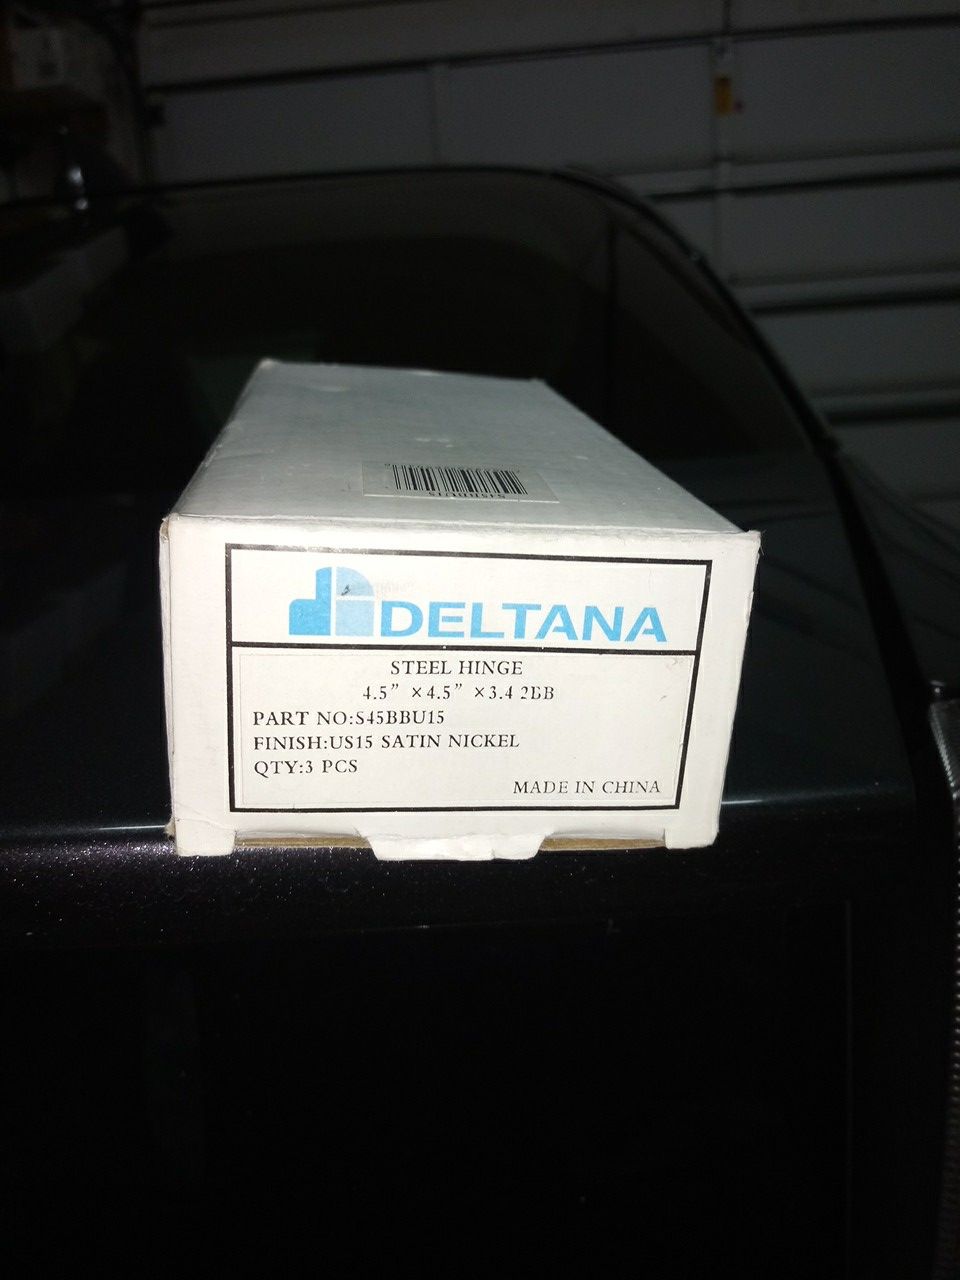 S45BBU15
DELTANA
STEEL HINGE
4.5” ×4.5” ×3.4 2BB
PART NO:S45BBU15
FINISH:US15 SATIN NICKEL
QTY:3 PCS
MADE IN CHINA